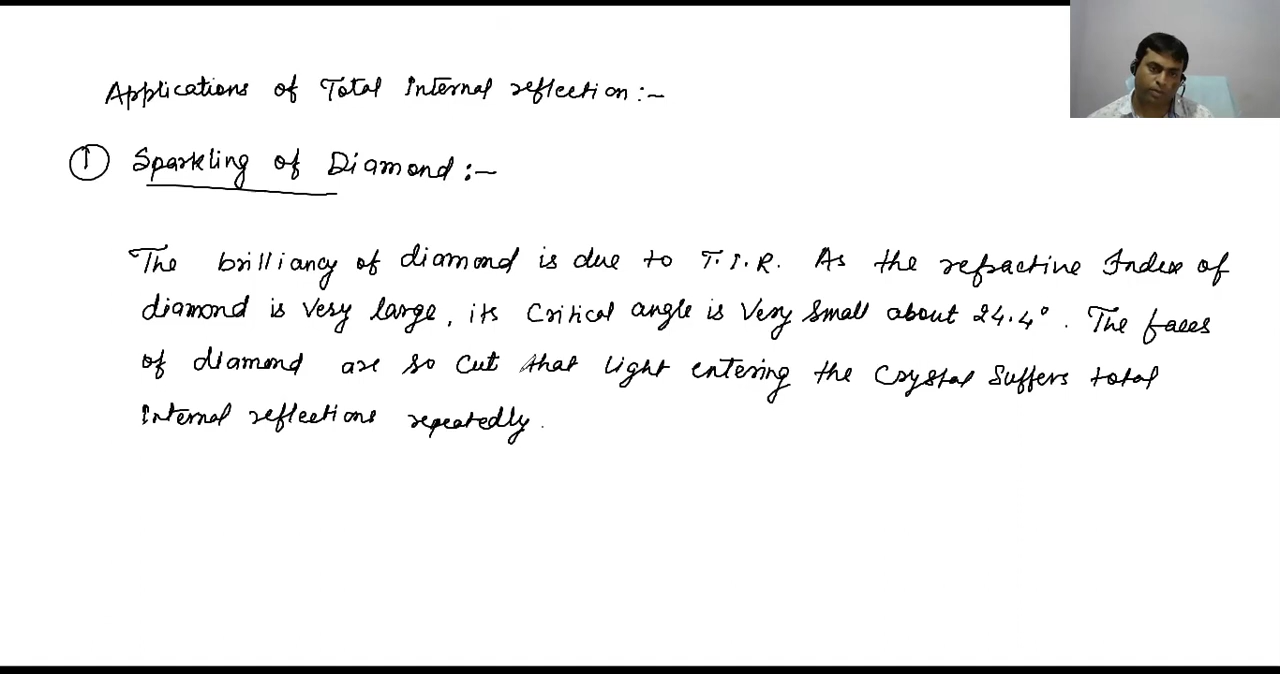 Applications of Total Internal reflection :-
① Sparkling of Diamond :-
The brilliancy of diamond is due to T.I.R. As the refractive Index of
diamond is Very large, its Critical angle is Very Small about 24.4°. The faces
of diamond are so cut that light entering the Crystal Suffers total
Internal reflections repeatedly.